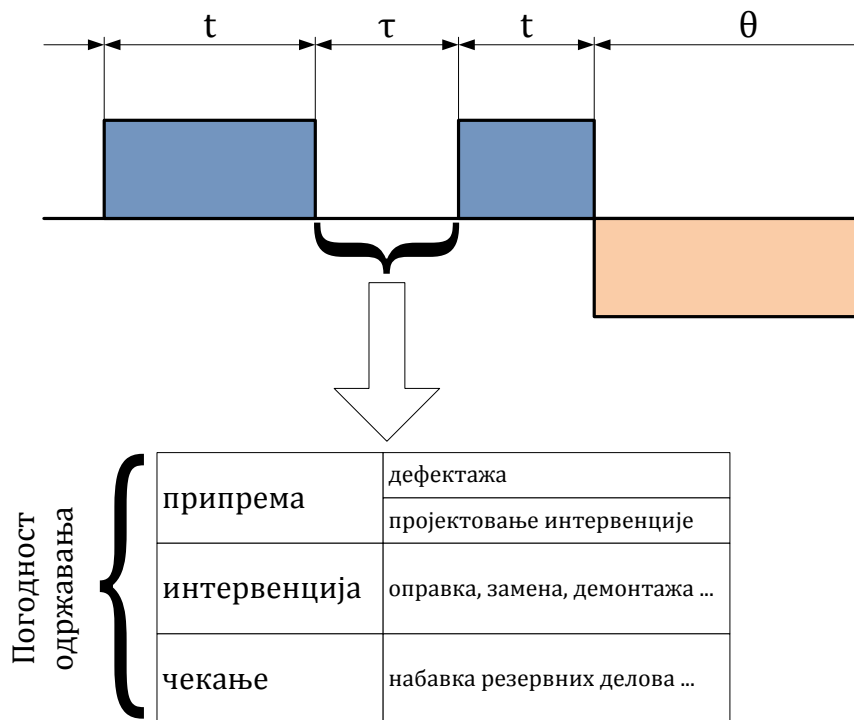 t τ t θ
припрема
дефектажа
пројектовање интервенције
интервенција
оправка, замена, демонтажа ...
чекање
набавка резервних делова ...
Погодност
одржавања